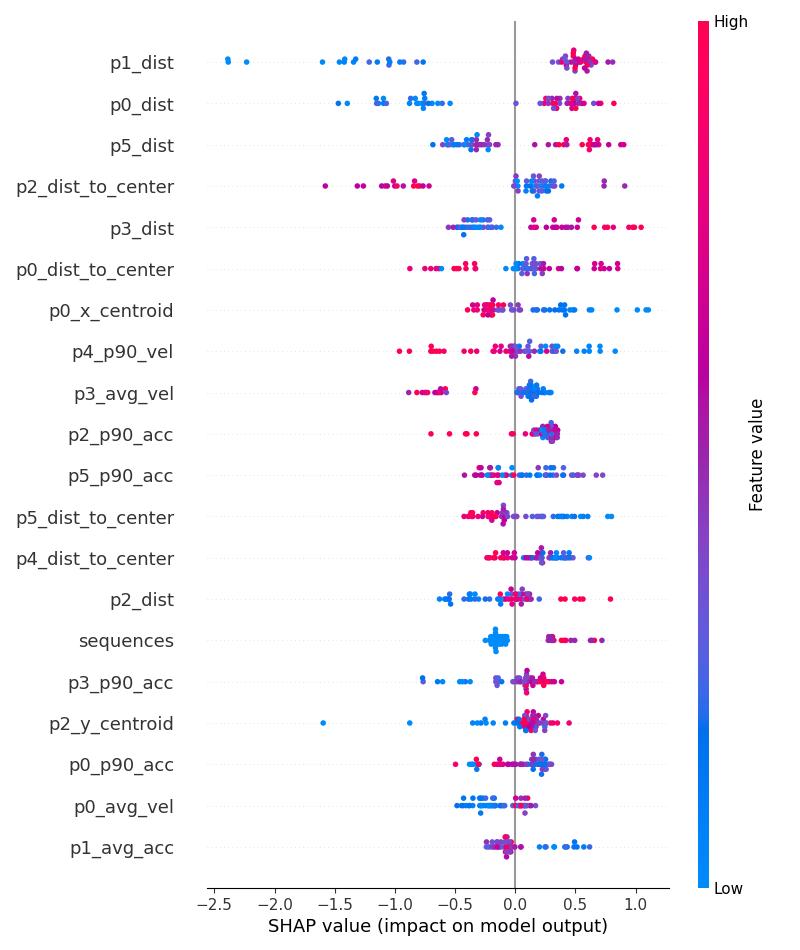 High
p1_dist
p0_dist
p5_dist
p2_dist_to_center
p3_dist
p0_dist_to_center
p0_x_centroid
p4_p90_vel
p3_avg_vel
p2_p90_acc
p5_p90_acc
p5_dist_to_center
p4_dist_to_center
p2_dist
sequences
p3_p90_acc
p2_y_centroid
p0_p90_acc
p0_avg_vel
p1_avg_acc
Feature value
Low
−2.5 −2.0 −1.5 −1.0 −0.5 0.0 0.5 1.0
SHAP value (impact on model output)